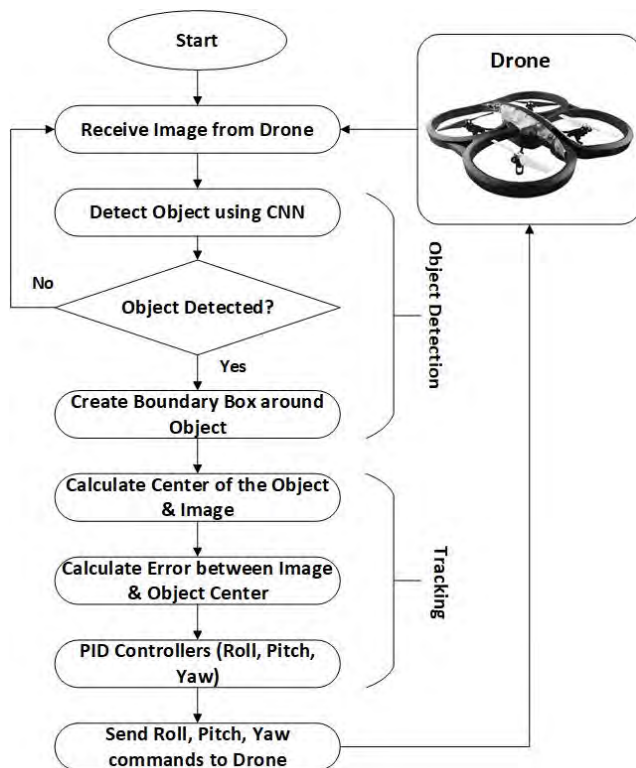 Start
Drone
Receive Image from Drone
Detect Object using CNN
No
Object Detected?
Yes
Create Boundary Box around
Object
Object Detection
Calculate Center of the Object
& Image
Calculate Error between Image
& Object Center
PID Controllers (Roll, Pitch,
Yaw)
Tracking
Send Roll, Pitch, Yaw
commands to Drone